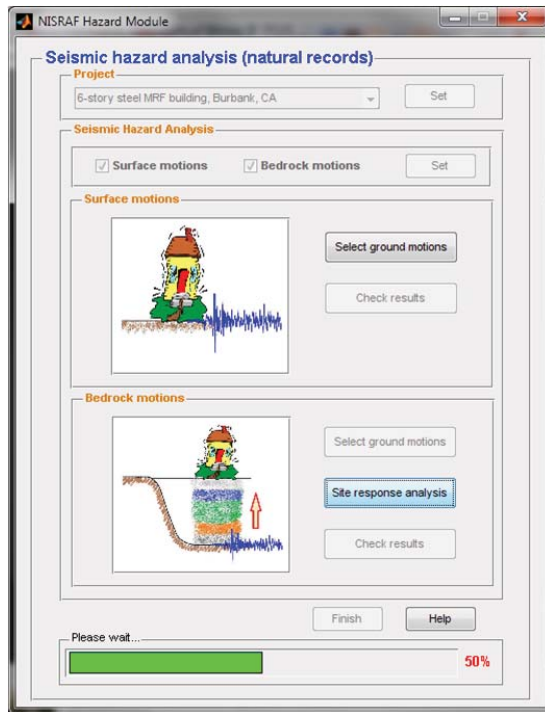 NISRAF Hazard Module
Seismic hazard analysis (natural records)
Project
6-story steel MRF building, Burbank, CA
Set
Seismic Hazard Analysis
Surface motions
Bedrock motions
Set
Surface motions
Select ground motions
Check results
Bedrock motions
Select ground motions
Site response analysis
Check results
Finish
Help
Please wait...
50%